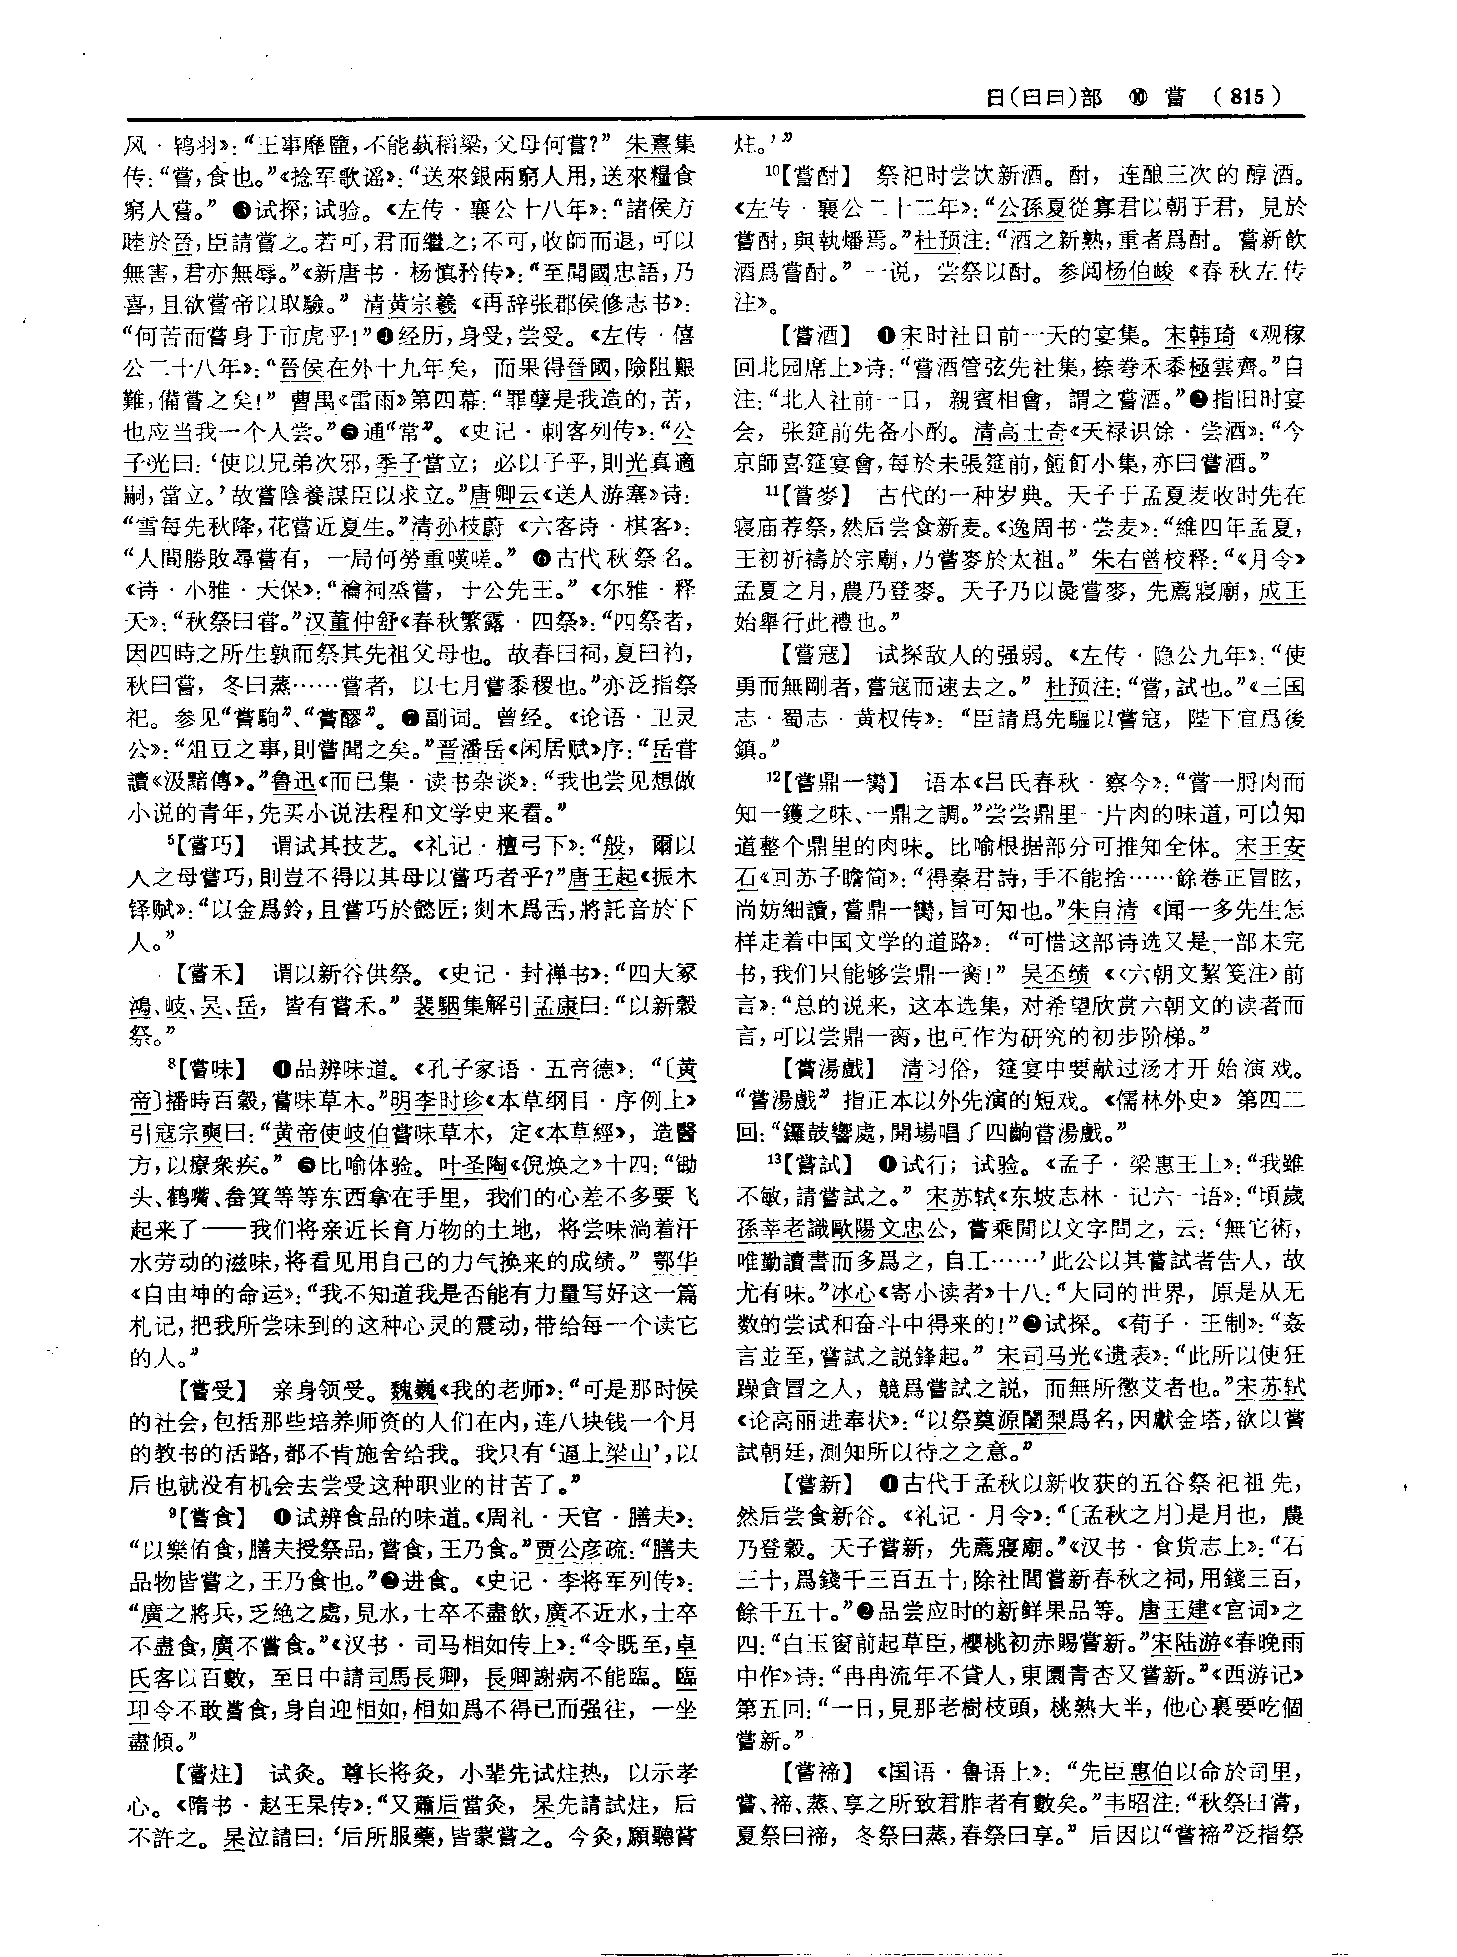 日(曰⺜)部 ⑩ 嘗 （815）
风·鸨羽》：“王事靡盬，不能蓺稻粱，父母何嘗？” 朱熹集
传：“嘗，食也。”《捻军歌谣》：“送來銀兩窮人用，送來糧食
窮人嘗。” ❸试探；试验。《左传·襄公十八年》：“諸侯方
睦於晉，臣請嘗之。若可，君而繼之；不可，收師而退，可以
無害，君亦無辱。”《新唐书·杨慎矜传》：“至聞國忠語，乃
喜，且欲嘗帝以取驗。” 清黄宗羲《再辞张郡侯修志书》：
“何苦而嘗身于市虎乎！”❹经历，身受，尝受。《左传·僖
公二十八年》：“晉侯在外十九年矣，而果得晉國，險阻艱
難，備嘗之矣！” 曹禺《雷雨》第四幕：“罪孽是我造的，苦，
也应当我一个人尝。”❺通“常”。《史记·刺客列传》：“公
子光曰：‘使以兄弟次邪，季子當立；必以子乎，則光真適
嗣，當立。’故嘗陰養謀臣以求立。”唐卿云《送人游塞》诗：
“雪每先秋降，花嘗近夏生。”清孙枝蔚《六客诗·棋客》：
“人間勝敗尋嘗有，一局何勞重嘆嗟。” ❻古代秋祭名。
《诗·小雅·天保》：“禴祠烝嘗，于公先王。”《尔雅·释
天》：“秋祭曰嘗。”汉董仲舒《春秋繁露·四祭》：“四祭者，
因四時之所生孰而祭其先祖父母也。故春曰祠，夏曰礿，
秋曰嘗，冬曰蒸……嘗者，以七月嘗黍稷也。”亦泛指祭
祀。参见“嘗駒”、“嘗醪”。❼副词。曾经。《论语·卫灵
公》：“俎豆之事，則嘗聞之矣。”晋潘岳《闲居赋》序：“岳嘗
讀《汲黯傳》。”鲁迅《而已集·读书杂谈》：“我也尝见想做
小说的青年，先买小说法程和文学史来看。”
5【嘗巧】 谓试其技艺。《礼记·檀弓下》：“般，爾以
人之母嘗巧，則豈不得以其母以嘗巧者乎？”唐王起《振木
铎赋》：“以金爲鈴，且嘗巧於懿匠；刻木爲舌，將託音於下
人。”
【嘗禾】 谓以新谷供祭。《史记·封禅书》：“四大冢
鴻、岐、吴、岳，皆有嘗禾。” 裴駰集解引孟康曰：“以新穀
祭。”
8【嘗味】 ❶品辨味道。《孔子家语·五帝德》：“〔黄
帝〕播時百穀，嘗味草木。”明李时珍《本草纲目·序例上》
引寇宗奭曰：“黄帝使岐伯嘗味草木，定《本草經》，造醫
方，以療衆疾。” ❷比喻体验。叶圣陶《倪焕之》十四：“锄
头、鹤嘴、畚箕等等东西拿在手里，我们的心差不多要飞
起来了——我们将亲近长育万物的土地，将尝味淌着汗
水劳动的滋味，将看见用自己的力气换来的成绩。” 鄂华
《自由神的命运》：“我不知道我是否能有力量写好这一篇
札记，把我所尝味到的这种心灵的震动，带给每一个读它
的人。”
【嘗受】 亲身领受。魏巍《我的老师》：“可是那时侯
的社会，包括那些培养师资的人们在内，连八块钱一个月
的教书的活路，都不肯施舍给我。我只有‘逼上梁山’，以
后也就没有机会去尝受这种职业的甘苦了。”
9【嘗食】 ❶试辨食品的味道。《周礼·天官·膳夫》：
“以樂侑食，膳夫授祭品，嘗食，王乃食。”贾公彦疏：“膳夫
品物皆嘗之，王乃食也。”❷进食。《史记·李将军列传》：
“廣之將兵，乏絶之處，見水，士卒不盡飲，廣不近水，士卒
不盡食，廣不嘗食。”《汉书·司马相如传上》：“令既至，卓
氏客以百數，至日中請司馬長卿，長卿謝病不能臨。臨
邛令不敢嘗食，身自迎相如，相如爲不得已而强往，一坐
盡傾。”
【嘗炷】 试灸。尊长将灸，小辈先试炷热，以示孝
心。《隋书·赵王杲传》：“又蕭后當灸，杲先請試炷，后
不許之。杲泣請曰：‘后所服藥，皆蒙嘗之。今灸，願聽嘗
炷。’”
10【嘗酎】 祭祀时尝饮新酒。酎，连酿三次的醇酒。
《左传·襄公二十二年》：“公孫夏從寡君以朝于君，見於
嘗酎，與執燔焉。”杜预注：“酒之新熟，重者爲酎。嘗新飲
酒爲嘗酎。” 一说，尝祭以酎。参阅杨伯峻《春秋左传
注》。
【嘗酒】 ❶宋时社日前一天的宴集。宋韩琦《观稼
回北园席上》诗：“嘗酒管弦先社集，捺卷禾黍極雲齊。”自
注：“北人社前一日，親賓相會，謂之嘗酒。”❷指旧时宴
会，张筵前先备小酌。清高士奇《天禄识馀·尝酒》：“今
京師喜筵宴會，每於未張筵前，飣飣小集，亦曰嘗酒。”
11【嘗麥】 古代的一种岁典。天子于孟夏麦收时先在
寝庙荐祭，然后尝食新麦。《逸周书·尝麦》：“維四年孟夏，
王初祈禱於宗廟，乃嘗麥於太祖。” 朱右曾校释：“《月令》
孟夏之月，農乃登麥。天子乃以彘嘗麥，先薦寢廟，成王
始舉行此禮也。”
【嘗寇】 试探敌人的强弱。《左传·隐公九年》：“使
勇而無剛者，嘗寇而速去之。” 杜预注：“嘗，試也。”《三国
志·蜀志·黄权传》：“臣請爲先驅以嘗寇，陛下宜爲後
鎮。”
12【嘗鼎一臠】 语本《吕氏春秋·察今》：“嘗一脟肉而
知一鑊之味、一鼎之調。”尝尝鼎里一片肉的味道，可以知
道整个鼎里的肉味。比喻根据部分可推知全体。宋王安
石《回苏子瞻简》：“得秦君詩，手不能捨……餘卷正冒眩，
尚妨細讀，嘗鼎一臠，旨可知也。”朱自清《闻一多先生怎
样走着中国文学的道路》：“可惜这部诗选又是一部未完
书，我们只能够尝鼎一脔！” 吴丕绩《〈六朝文絜笺注〉前
言》：“总的说来，这本选集，对希望欣赏六朝文的读者而
言，可以尝鼎一脔，也可作为研究的初步阶梯。”
【嘗湯戲】 清习俗，筵宴中要献过汤才开始演戏。
“嘗湯戲”指正本以外先演的短戏。《儒林外史》第四二
回：“鑼鼓響處，開場唱了四齣嘗湯戲。”
13【嘗試】 ❶试行；试验。《孟子·梁惠王上》：“我雖
不敏，請嘗試之。” 宋苏轼《东坡志林·记六一语》：“頃歲
孫莘老識歐陽文忠公，嘗乘間以文字問之，云：‘無它術，
唯勤讀書而多爲之，自工……’此公以其嘗試者告人，故
尤有味。”冰心《寄小读者》十八：“大同的世界，原是从无
数的尝试和奋斗中得来的！”❷试探。《荀子·王制》：“姦
言並至，嘗試之説鋒起。” 宋司马光《遗表》：“此所以使狂
躁貪冒之人，競爲嘗試之説，而無所懲艾者也。”宋苏轼
《论高丽进奉状》：“以祭奠源闍梨爲名，因獻金塔，欲以嘗
試朝廷，測知所以待之之意。”
【嘗新】 ❶古代于孟秋以新收获的五谷祭祀祖先，
然后尝食新谷。《礼记·月令》：“〔孟秋之月〕是月也，農
乃登穀。天子嘗新，先薦寢廟。”《汉书·食货志上》：“石
三十，爲錢千三百五十，除社閭嘗新春秋之祠，用錢三百，
餘千五十。”❷品尝应时的新鲜果品等。唐王建《宫词》之
四：“白玉窗前起草臣，櫻桃初赤賜嘗新。”宋陆游《春晚雨
中作》诗：“冉冉流年不貸人，東園青杏又嘗新。”《西游记》
第五回：“一日，見那老樹枝頭，桃熟大半，他心裏要吃個
嘗新。”
【嘗禘】 《国语·鲁语上》：“先臣惠伯以命於司里，
嘗、禘、蒸、享之所致君胙者有數矣。”韦昭注：“秋祭曰嘗，
夏祭曰禘，冬祭曰蒸，春祭曰享。” 后因以“嘗禘”泛指祭